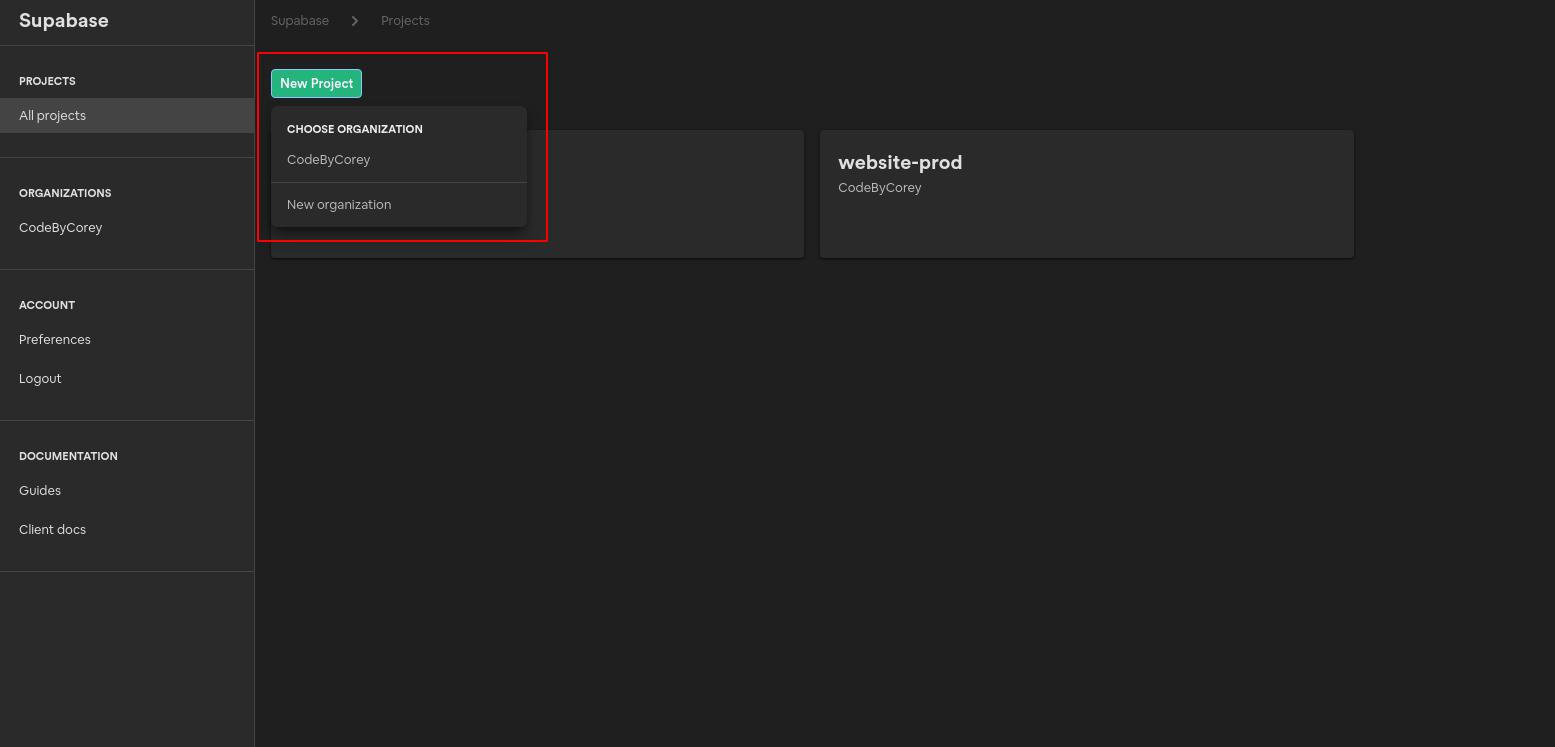 Supabase
PROJECTS
All projects
ORGANIZATIONS
CodeByCorey
ACCOUNT
Preferences
Logout
DOCUMENTATION
Guides
Client docs
Supabase
Projects
New Project
CHOOSE ORGANIZATION
CodeByCorey
New organization
website-prod
CodeByCorey